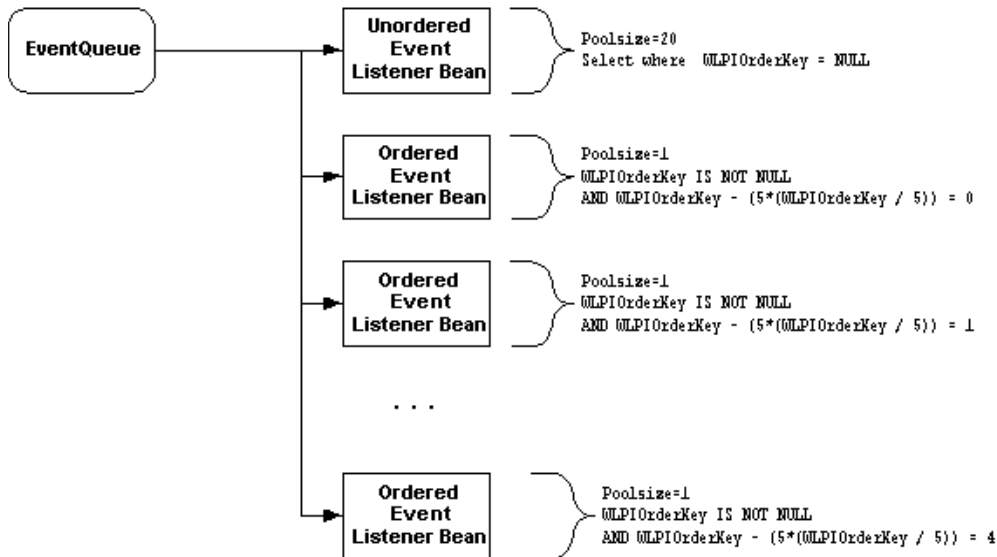 EventQueue
Unordered
Event
Listener Bean
Poolsize=20
Select where  WLPIOrderKey = NULL
Ordered
Event
Listener Bean
Poolsize=1
WLPIOrderKey IS NOT NULL
AND WLPIOrderKey - (5*(WLPIOrderKey / 5)) = 0
Ordered
Event
Listener Bean
Poolsize=1
WLPIOrderKey IS NOT NULL
AND WLPIOrderKey - (5*(WLPIOrderKey / 5)) = 1
. . .
Ordered
Event
Listener Bean
Poolsize=1
WLPIOrderKey IS NOT NULL
AND WLPIOrderKey - (5*(WLPIOrderKey / 5)) = 4